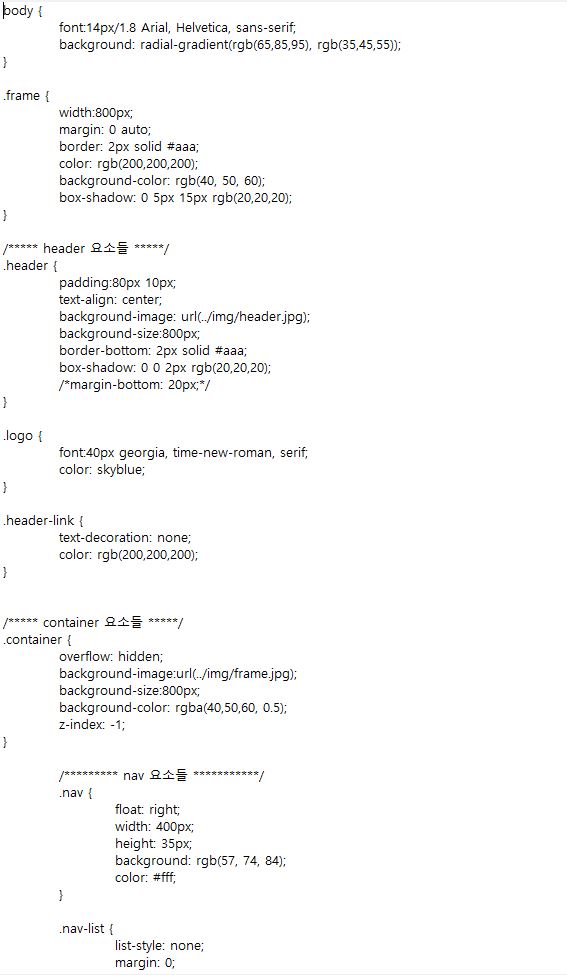 body {
	font:14px/1.8 Arial, Helvetica, sans-serif;
	background: radial-gradient(rgb(65,85,95), rgb(35,45,55));
}

.frame {
	width:800px;
	margin: 0 auto;
	border: 2px solid #aaa;
	color: rgb(200,200,200);
	background-color: rgb(40, 50, 60);
	box-shadow: 0 5px 15px rgb(20,20,20);
}

/***** header 요소들 *****/
.header {
	padding:80px 10px;
	text-align: center;
	background-image: url(../img/header.jpg);
	background-size:800px;
	border-bottom: 2px solid #aaa;
	box-shadow: 0 0 2px rgb(20,20,20);
	/*margin-bottom: 20px;*/
}

.logo {
	font:40px georgia, time-new-roman, serif;
	color: skyblue;
}

.header-link {
	text-decoration: none;
	color: rgb(200,200,200);
}


/***** container 요소들 *****/
.container {
	overflow: hidden;
	background-image:url(../img/frame.jpg);
	background-size:800px;
	background-color: rgba(40,50,60, 0.5);
	z-index: -1;
}

	/********* nav 요소들 ***********/
	.nav {
		float: right;
		width: 400px;
		height: 35px;
		background: rgb(57, 74, 84);
		color: #fff;
	}

	.nav-list {
		list-style: none;
		margin: 0;